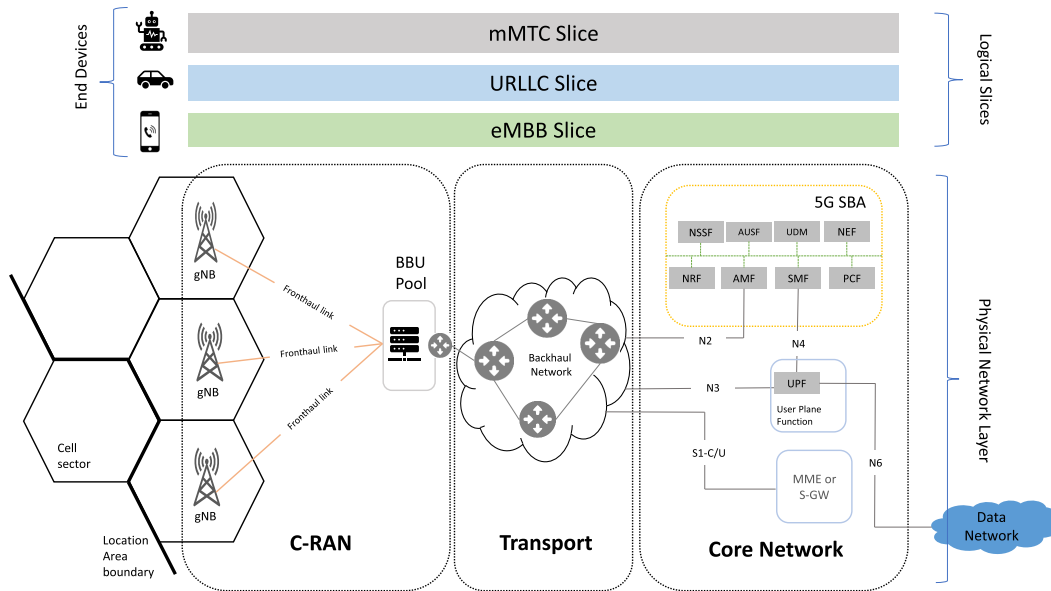 End Devices
mMTC Slice
URLLC Slice
eMBB Slice
Logical Slices
5G SBA
NSSF
AUSF
UDM
NEF
NRF
AMF
SMF
PCF
gNB
gNB
gNB
Fronthaul link
Fronthaul link
Fronthaul link
BBU
Pool
Backhaul
Network
N2
N4
N3
UPF
User Plane
Function
S1-C/U
N6
MME or
S-GW
Cell
sector
Location
Area
boundary
C-RAN
Transport
Core Network
Data
Network
Physical Network Layer